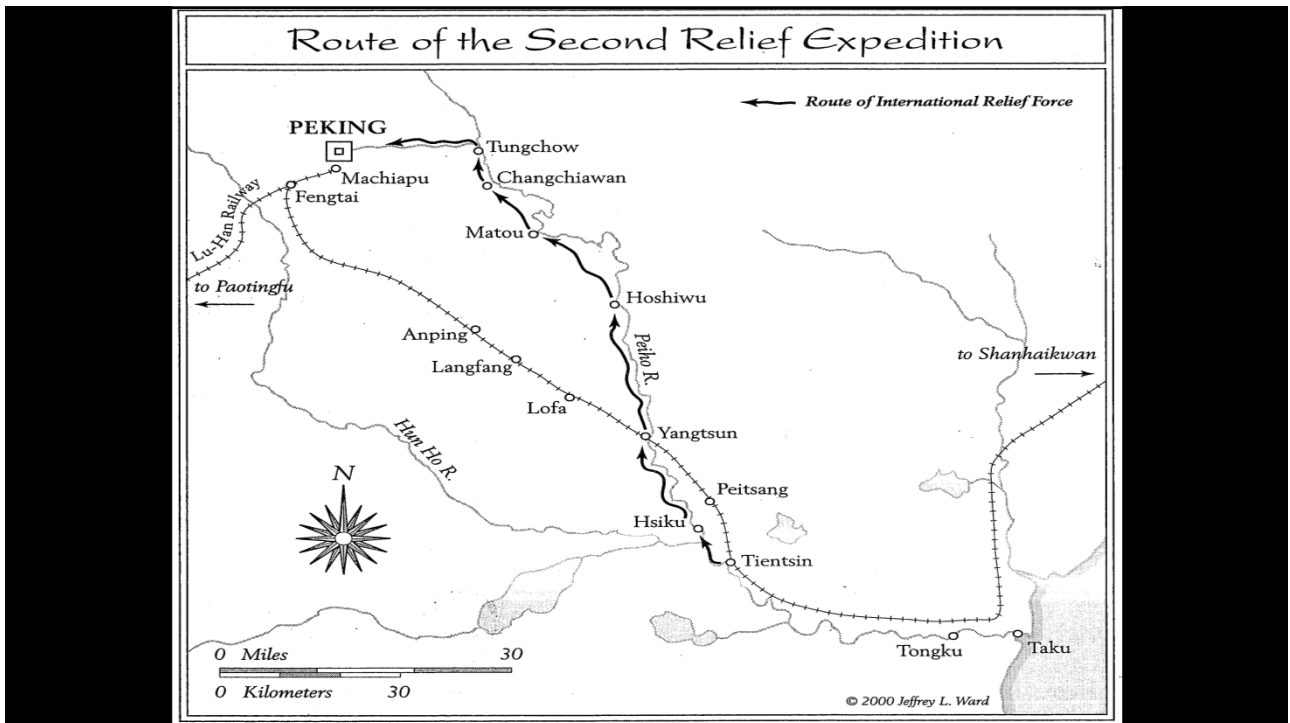 Route of the Second Relief Expedition
Route of International Relief Force
PEKING
Tungchow
Machiapu
Changchiawan
Fengtai
Lu-Han Railway
Matou
to Paotingfu
Hoshiwu
Anping
Peiho R.
Langfang
to Shanhaikwan
Lofa
Yangtsun
Hun Ho R.
N
Peitsang
Hsiku
Tientsin
Tongku
Taku
0 Miles 30
0 Kilometers 30
© 2000 Jeffrey L. Ward